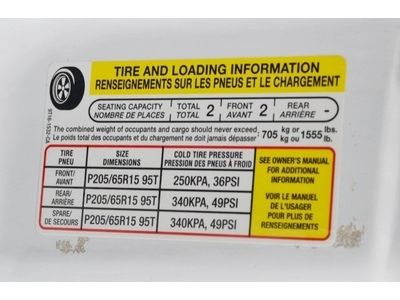 TIRE AND LOADING INFORMATION
RENSEIGNEMENTS SUR LES PNEUS ET LE CHARGEMENT
SEATING CAPACITY TOTAL 2 FRONT 2 REAR -
NOMBRE DE PLACES TOTAL AVANT ARRIÈRE
The combined weight of occupants and cargo should never exceed: 705 kg or 1555 lbs.
Le poids total des occupants et du chargement ne doit jamais dépasser: kg ou lb.
9T16-1532-CA
TIRE SIZE COLD TIRE PRESSURE
PNEU DIMENSIONS PRESSION DES PNEUS À FROID
FRONT/
AVANT P205/65R15 95T 250KPA, 36PSI
REAR/
ARRIÈRE P205/65R15 95T 340KPA, 49PSI
SPARE/
DE SECOURS P205/65R15 95T 340KPA, 49PSI
SEE OWNER'S MANUAL
FOR ADDITIONAL
INFORMATION
VOIR LE MANUEL
DE L'USAGER
POUR PLUS DE
RENSEIGNEMENTS